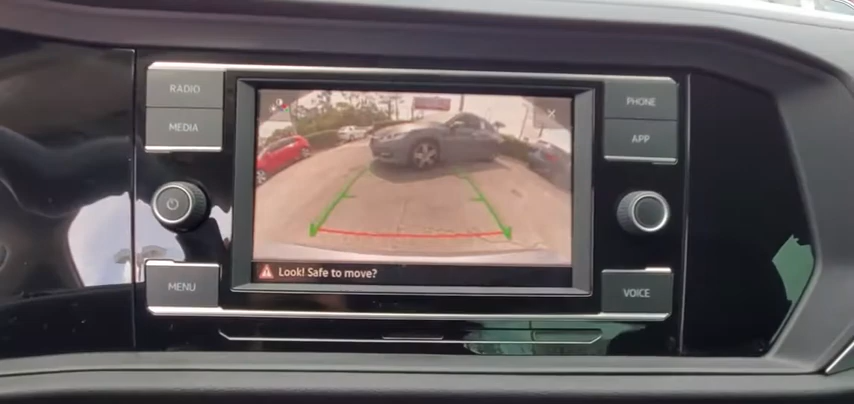 RADIO
MEDIA
MENU
Look! Safe to move?
PHONE
APP
VOICE